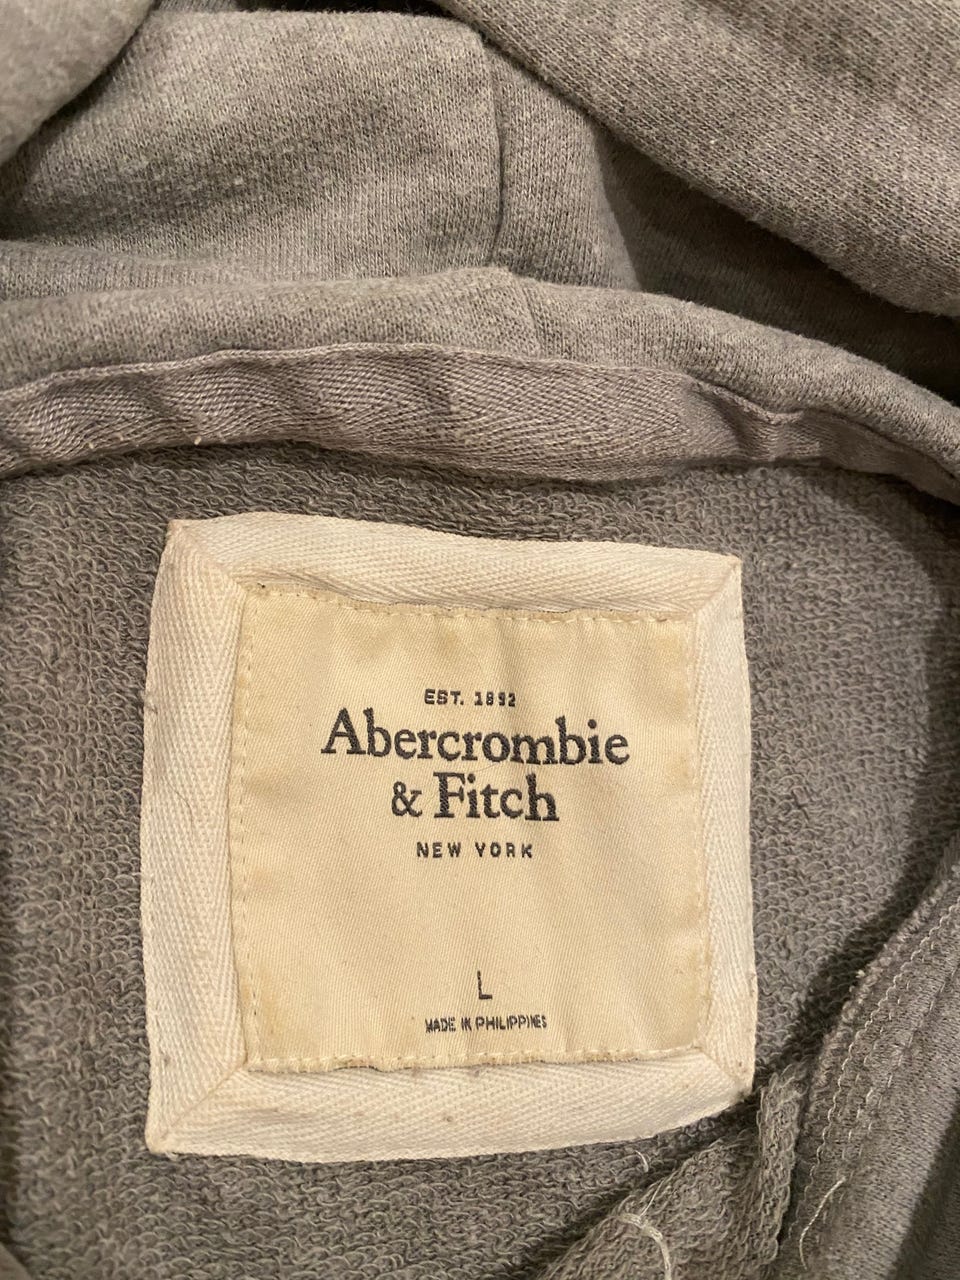 EST. 1892
Abercrombie
& Fitch
NEW YORK
L
MADE IN PHILIPPINES